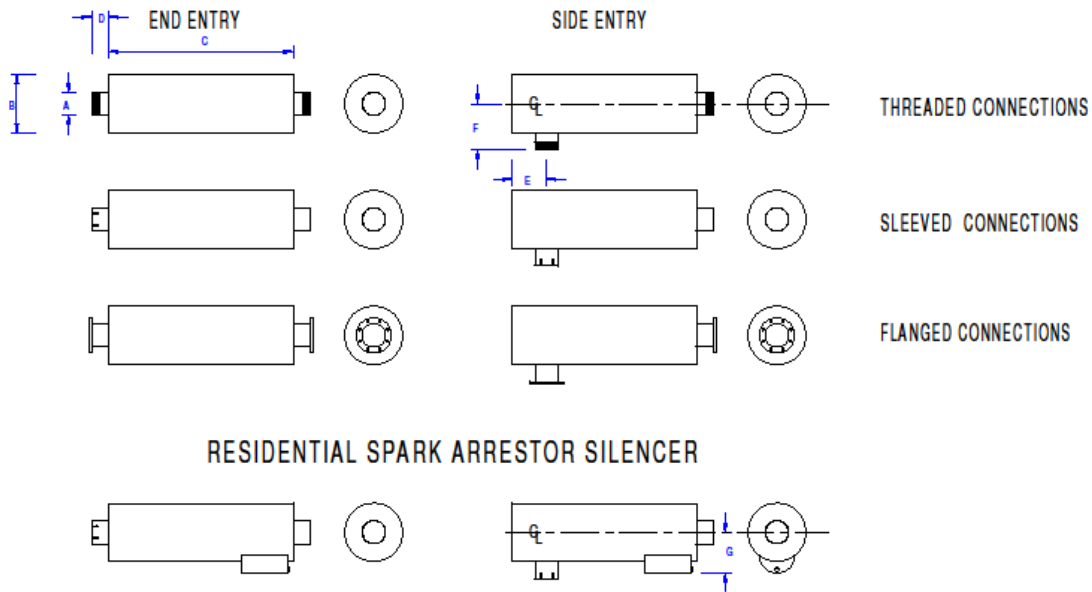 END ENTRY
SIDE ENTRY
D
C
B
A
F
CL
E
THREADED CONNECTIONS
SLEEVED CONNECTIONS
FLANGED CONNECTIONS
RESIDENTIAL SPARK ARRESTOR SILENCER
CL
G